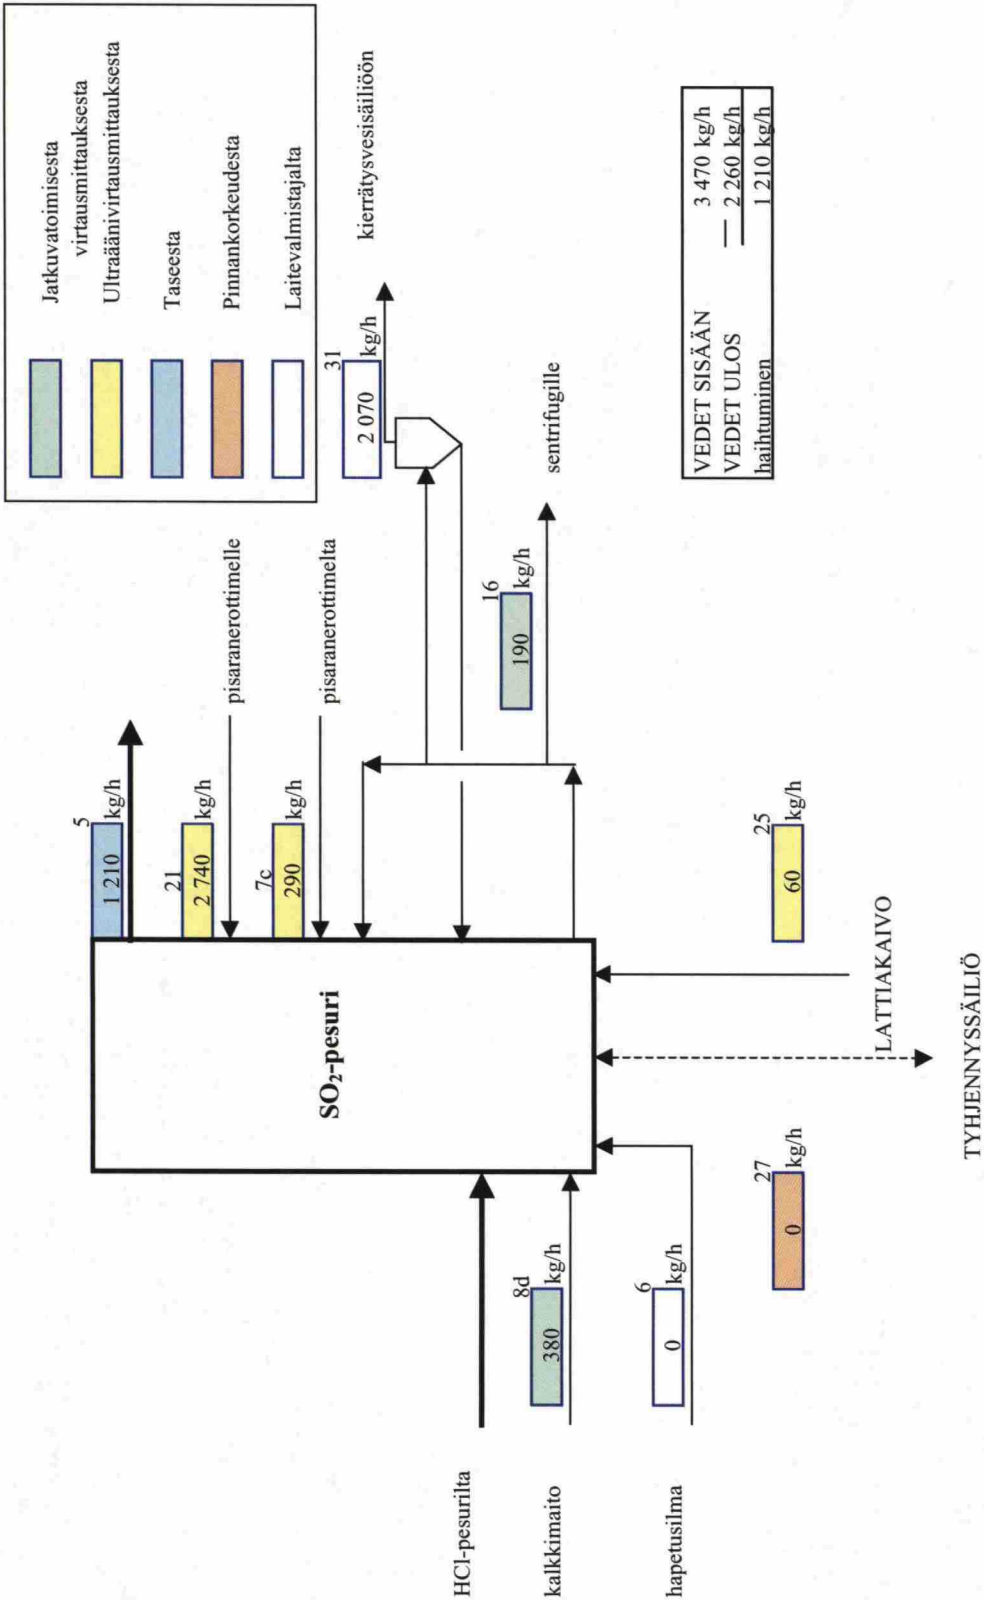 Jatkuvatoimisesta
virtausmittauksesta
Ultraäänivirtausmittauksesta
Taseesta
Pinnankorkeudesta
Laitevalmistajalta
5
1 210 kg/h
21
2 740 kg/h
pisaranerottimelle
7c
290 kg/h
pisaranerottimelta
31
2 070 kg/h
kierrätysvesisäiliöön
16
190 kg/h
sentrifugille
SO₂-pesuri
HCl-pesurilta
8d
380 kg/h
kalkkimaito
6
0 kg/h
hapetusilma
27
0 kg/h
25
60 kg/h
LATTIAKAIVO
TYHJENNYSSÄILIÖ
VEDET SISÄÄN 3 470 kg/h
VEDET ULOS — 2 260 kg/h
haihtuminen 1 210 kg/h